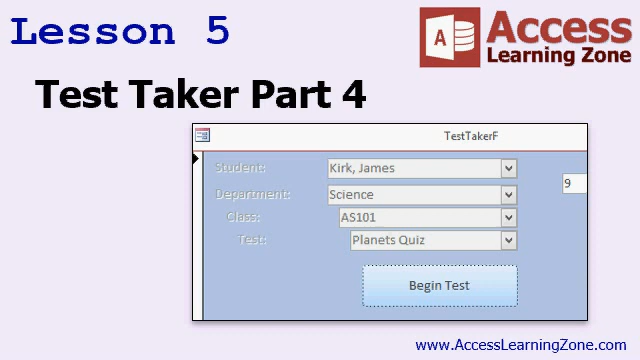 Lesson 5
A Access
Learning Zone
Test Taker Part 4
TestTakerF
Student: Kirk, James
9
Department: Science
Class: AS101
Test: Planets Quiz
Begin Test
www.AccessLearningZone.com